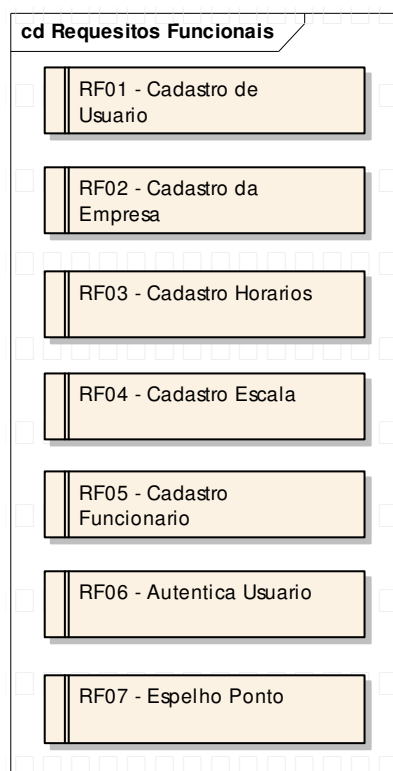 cd Requesitos Funcionais
RF01 - Cadastro de
Usuario
RF02 - Cadastro da
Empresa
RF03 - Cadastro Horarios
RF04 - Cadastro Escala
RF05 - Cadastro
Funcionario
RF06 - Autentica Usuario
RF07 - Espelho Ponto